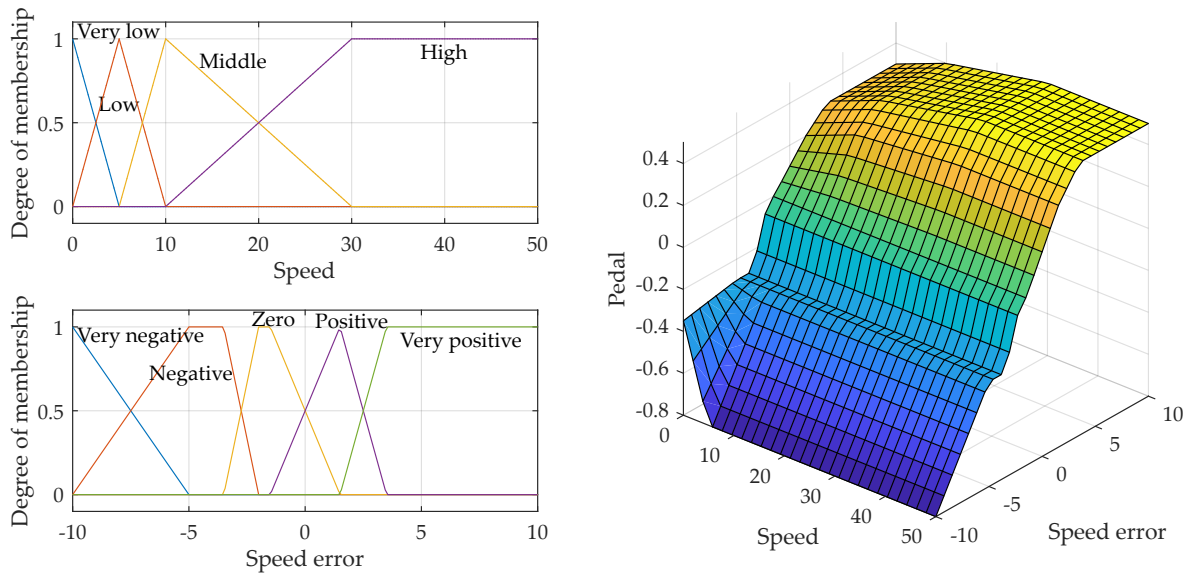 Degree of membership
1
0.5
0
Very low
Low
Middle
High
0 10 20 30 40 50
Speed
Degree of membership
1
0.5
0
Very negative
Negative
Zero
Positive
Very positive
-10 -5 0 5 10
Speed error
Pedal
0.4
0.2
0
-0.2
-0.4
-0.6
-0.8
0 10 20 30 40 50
Speed
-10 -5 0 5 10
Speed error